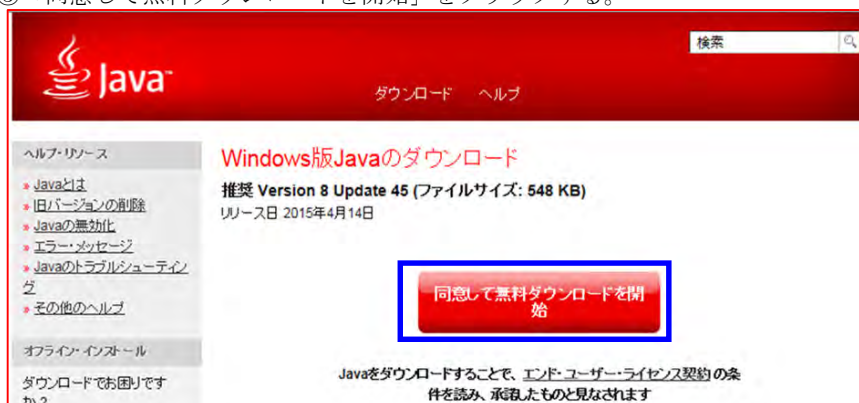 同意して無料ダウンロードを開始」をクリックする。
検索
Java
ダウンロード ヘルプ
ヘルプ・リソース
» Javaとは
» 旧バージョンの削除
» Javaの無効化
» エラー・メッセージ
» Javaのトラブルシューティン
グ
» その他のヘルプ
オフライン・インストール
ダウンロードでお困りです
か?
Windows版Javaのダウンロード
推奨 Version 8 Update 45 (ファイルサイズ: 548 KB)
リリース日 2015年4月14日
同意して無料ダウンロードを開
始
Javaをダウンロードすることで、エンド・ユーザー・ライセンス契約の条
件を読み、承諾したものと見なされます